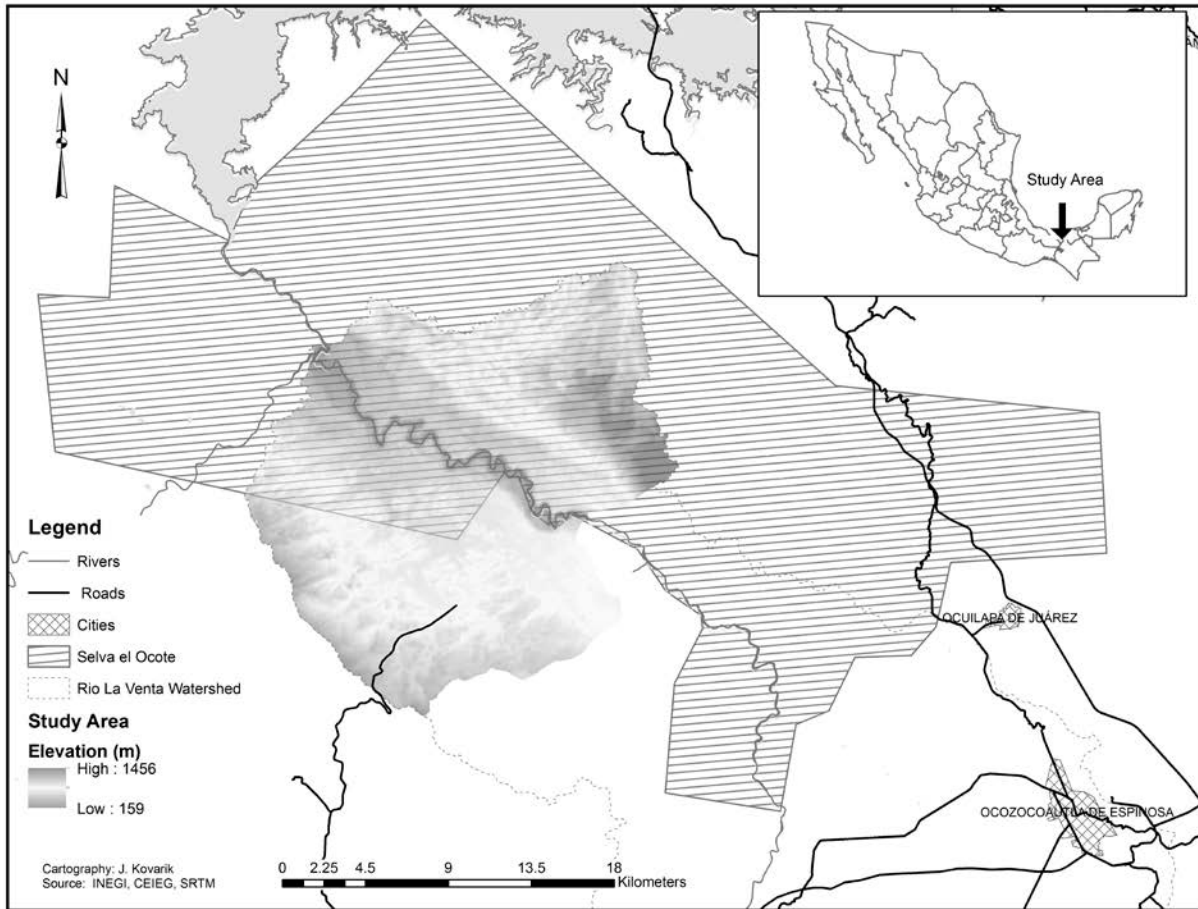 N
Study Area
Legend
Rivers
Roads
Cities
Selva el Ocote
Rio La Venta Watershed
Study Area
Elevation (m)
High : 1456
Low : 159
OCUILAPA DE JUÁREZ
OCOZOCOAUTLA DE ESPINOSA
Cartography: J. Kovarik
Source: INEGI, CEIEG, SRTM
0 2.25 4.5 9 13.5 18
Kilometers